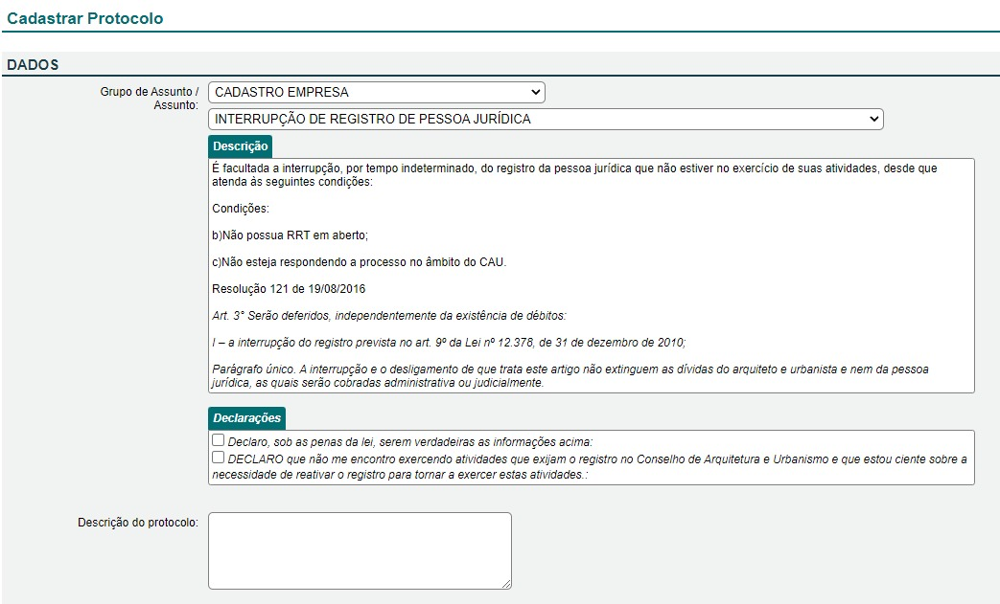 Cadastrar Protocolo
DADOS
Grupo de Assunto /
Assunto:
CADASTRO EMPRESA
INTERRUPÇÃO DE REGISTRO DE PESSOA JURÍDICA
Descrição
É facultada a interrupção, por tempo indeterminado, do registro da pessoa jurídica que não estiver no exercício de suas atividades, desde que
atenda às seguintes condições:
Condições:
b)Não possua RRT em aberto;
c)Não esteja respondendo a processo no âmbito do CAU.
Resolução 121 de 19/08/2016
Art. 3° Serão deferidos, independentemente da existência de débitos:
I – a interrupção do registro prevista no art. 9º da Lei nº 12.378, de 31 de dezembro de 2010;
Parágrafo único. A interrupção e o desligamento de que trata este artigo não extinguem as dívidas do arquiteto e urbanista e nem da pessoa
jurídica, as quais serão cobradas administrativa ou judicialmente.
Declarações
Declaro, sob as penas da lei, serem verdadeiras as informações acima:
DECLARO que não me encontro exercendo atividades que exijam o registro no Conselho de Arquitetura e Urbanismo e que estou ciente sobre a
necessidade de reativar o registro para tornar a exercer estas atividades.:
Descrição do protocolo: